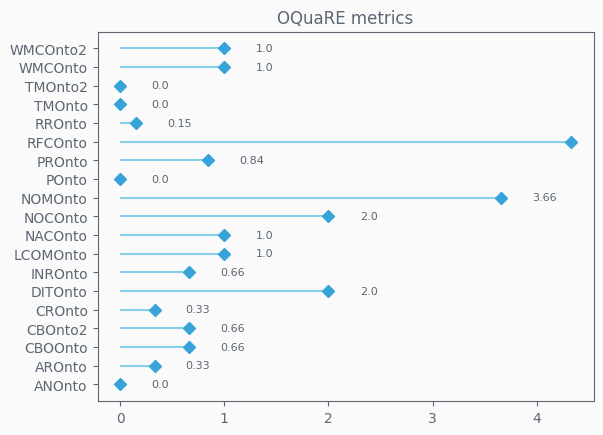 OQuaRE metrics
WMCOnto2 1.0
WMCOnto 1.0
TMOnto2 0.0
TMOnto 0.0
RROnto 0.15
RFCOnto
PROnto 0.84
POnto 0.0
NOMOnto 3.66
NOCOnto 2.0
NACOnto 1.0
LCOMOnto 1.0
INROnto 0.66
DITOnto 2.0
CROnto 0.33
CBOnto2 0.66
CBOOnto 0.66
AROnto 0.33
ANOnto 0.0
0 1 2 3 4